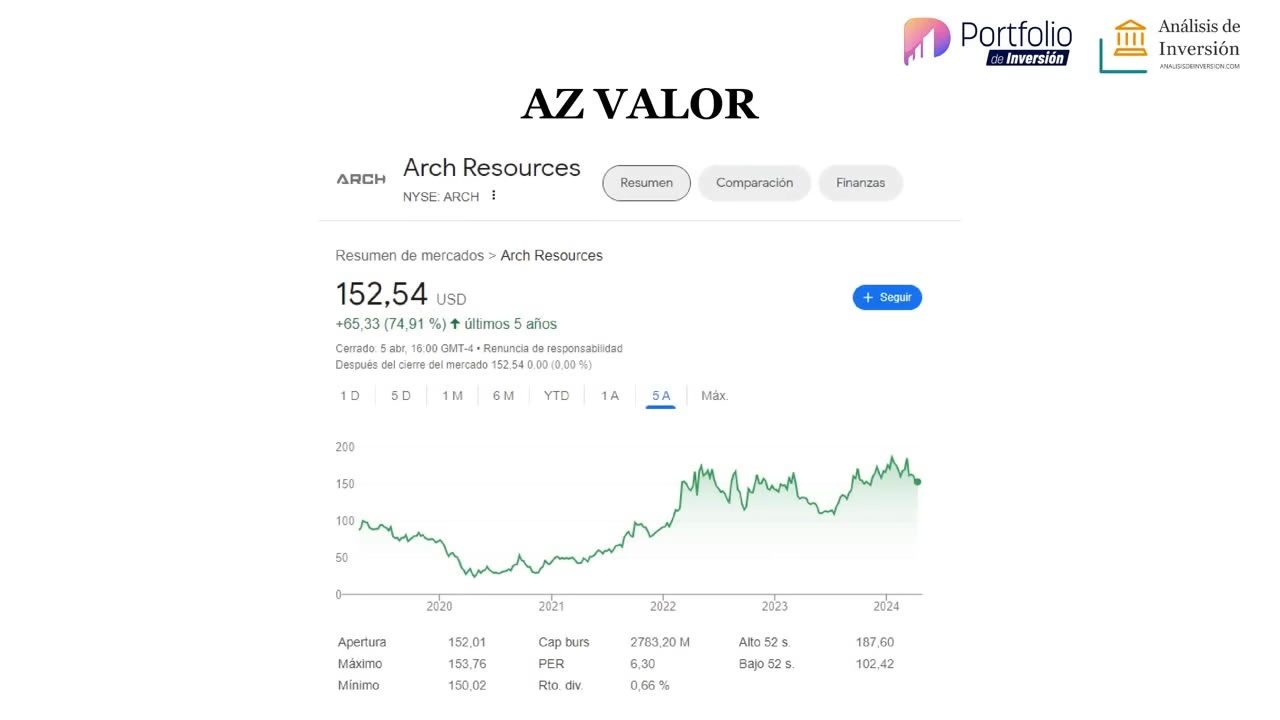 Portfolio
de Inversión
Análisis de
Inversión
ANALISISDEINVERSION.COM
AZ VALOR
ARCH
Arch Resources
NYSE: ARCH
Resumen
Comparación
Finanzas
Resumen de mercados > Arch Resources
152,54 USD
+65,33 (74,91 %) ↑ últimos 5 años
+ Seguir
Cerrado: 5 abr, 16:00 GMT-4 • Renuncia de responsabilidad
Después del cierre del mercado 152,54 0,00 (0,00 %)
1 D 5 D 1 M 6 M YTD 1 A 5 A Máx.
200
150
100
50
0
2020 2021 2022 2023 2024
Apertura 152,01 Cap burs 2783,20 M Alto 52 s. 187,60
Máximo 153,76 PER 6,30 Bajo 52 s. 102,42
Mínimo 150,02 Rto. div. 0,66 %